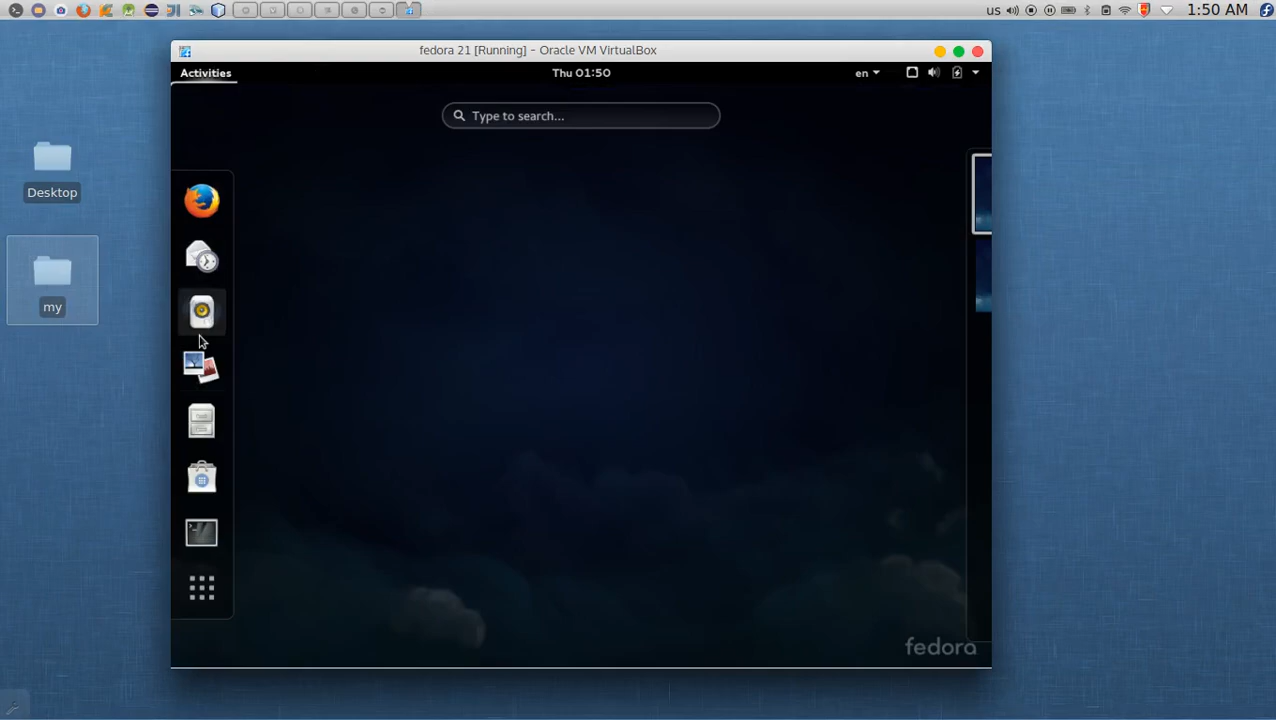 us
1:50 AM
fedora 21 [Running] - Oracle VM VirtualBox
Activities
Thu 01:50
en
Type to search...
Desktop
my
fedora